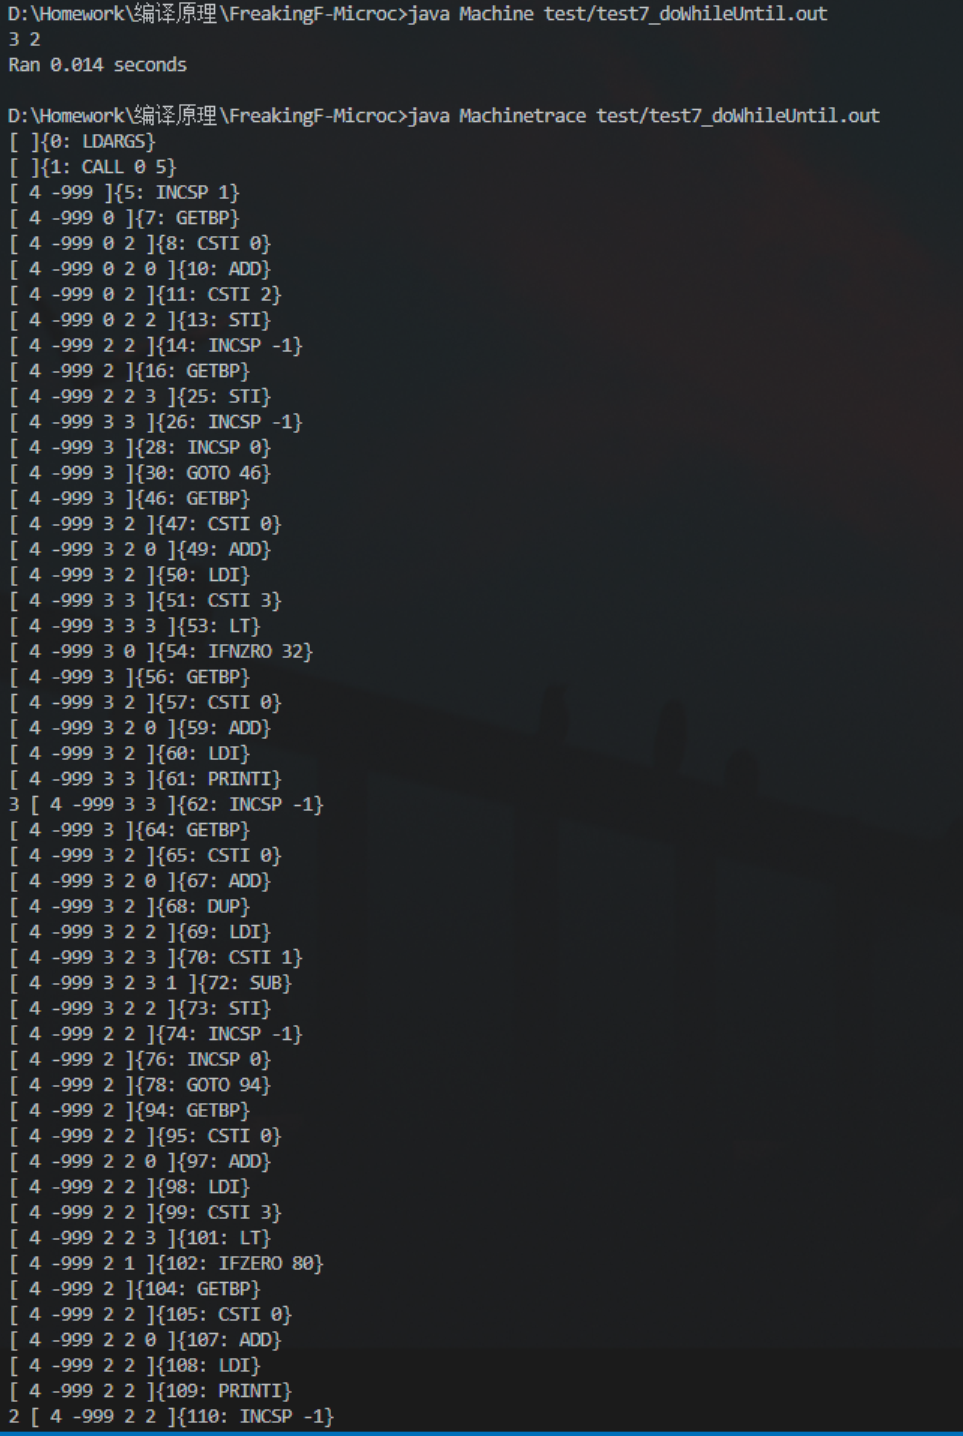 D:\Homework\编译原理\FreakingF-Microc>java Machine test/test7_doWhileUntil.out
3 2
Ran 0.014 seconds
D:\Homework\编译原理\FreakingF-Microc>java Machinetrace test/test7_doWhileUntil.out
[ ]{0: LDARGS}
[ ]{1: CALL 0 5}
[ 4 -999 ]{5: INCSP 1}
[ 4 -999 0 ]{7: GETBP}
[ 4 -999 0 2 ]{8: CSTI 0}
[ 4 -999 0 2 0 ]{10: ADD}
[ 4 -999 0 2 ]{11: CSTI 2}
[ 4 -999 0 2 2 ]{13: STI}
[ 4 -999 2 2 ]{14: INCSP -1}
[ 4 -999 2 ]{16: GETBP}
[ 4 -999 2 2 3 ]{25: STI}
[ 4 -999 3 3 ]{26: INCSP -1}
[ 4 -999 3 ]{28: INCSP 0}
[ 4 -999 3 ]{30: GOTO 46}
[ 4 -999 3 ]{46: GETBP}
[ 4 -999 3 2 ]{47: CSTI 0}
[ 4 -999 3 2 0 ]{49: ADD}
[ 4 -999 3 2 ]{50: LDI}
[ 4 -999 3 3 ]{51: CSTI 3}
[ 4 -999 3 3 3 ]{53: LT}
[ 4 -999 3 0 ]{54: IFNZRO 32}
[ 4 -999 3 ]{56: GETBP}
[ 4 -999 3 2 ]{57: CSTI 0}
[ 4 -999 3 2 0 ]{59: ADD}
[ 4 -999 3 2 ]{60: LDI}
[ 4 -999 3 3 ]{61: PRINTI}
3 [ 4 -999 3 3 ]{62: INCSP -1}
[ 4 -999 3 ]{64: GETBP}
[ 4 -999 3 2 ]{65: CSTI 0}
[ 4 -999 3 2 0 ]{67: ADD}
[ 4 -999 3 2 ]{68: DUP}
[ 4 -999 3 2 2 ]{69: LDI}
[ 4 -999 3 2 3 ]{70: CSTI 1}
[ 4 -999 3 2 3 1 ]{72: SUB}
[ 4 -999 3 2 2 ]{73: STI}
[ 4 -999 2 2 ]{74: INCSP -1}
[ 4 -999 2 ]{76: INCSP 0}
[ 4 -999 2 ]{78: GOTO 94}
[ 4 -999 2 ]{94: GETBP}
[ 4 -999 2 2 ]{95: CSTI 0}
[ 4 -999 2 2 0 ]{97: ADD}
[ 4 -999 2 2 ]{98: LDI}
[ 4 -999 2 2 ]{99: CSTI 3}
[ 4 -999 2 2 3 ]{101: LT}
[ 4 -999 2 1 ]{102: IFZERO 80}
[ 4 -999 2 ]{104: GETBP}
[ 4 -999 2 2 ]{105: CSTI 0}
[ 4 -999 2 2 0 ]{107: ADD}
[ 4 -999 2 2 ]{108: LDI}
[ 4 -999 2 2 ]{109: PRINTI}
2 [ 4 -999 2 2 ]{110: INCSP -1}